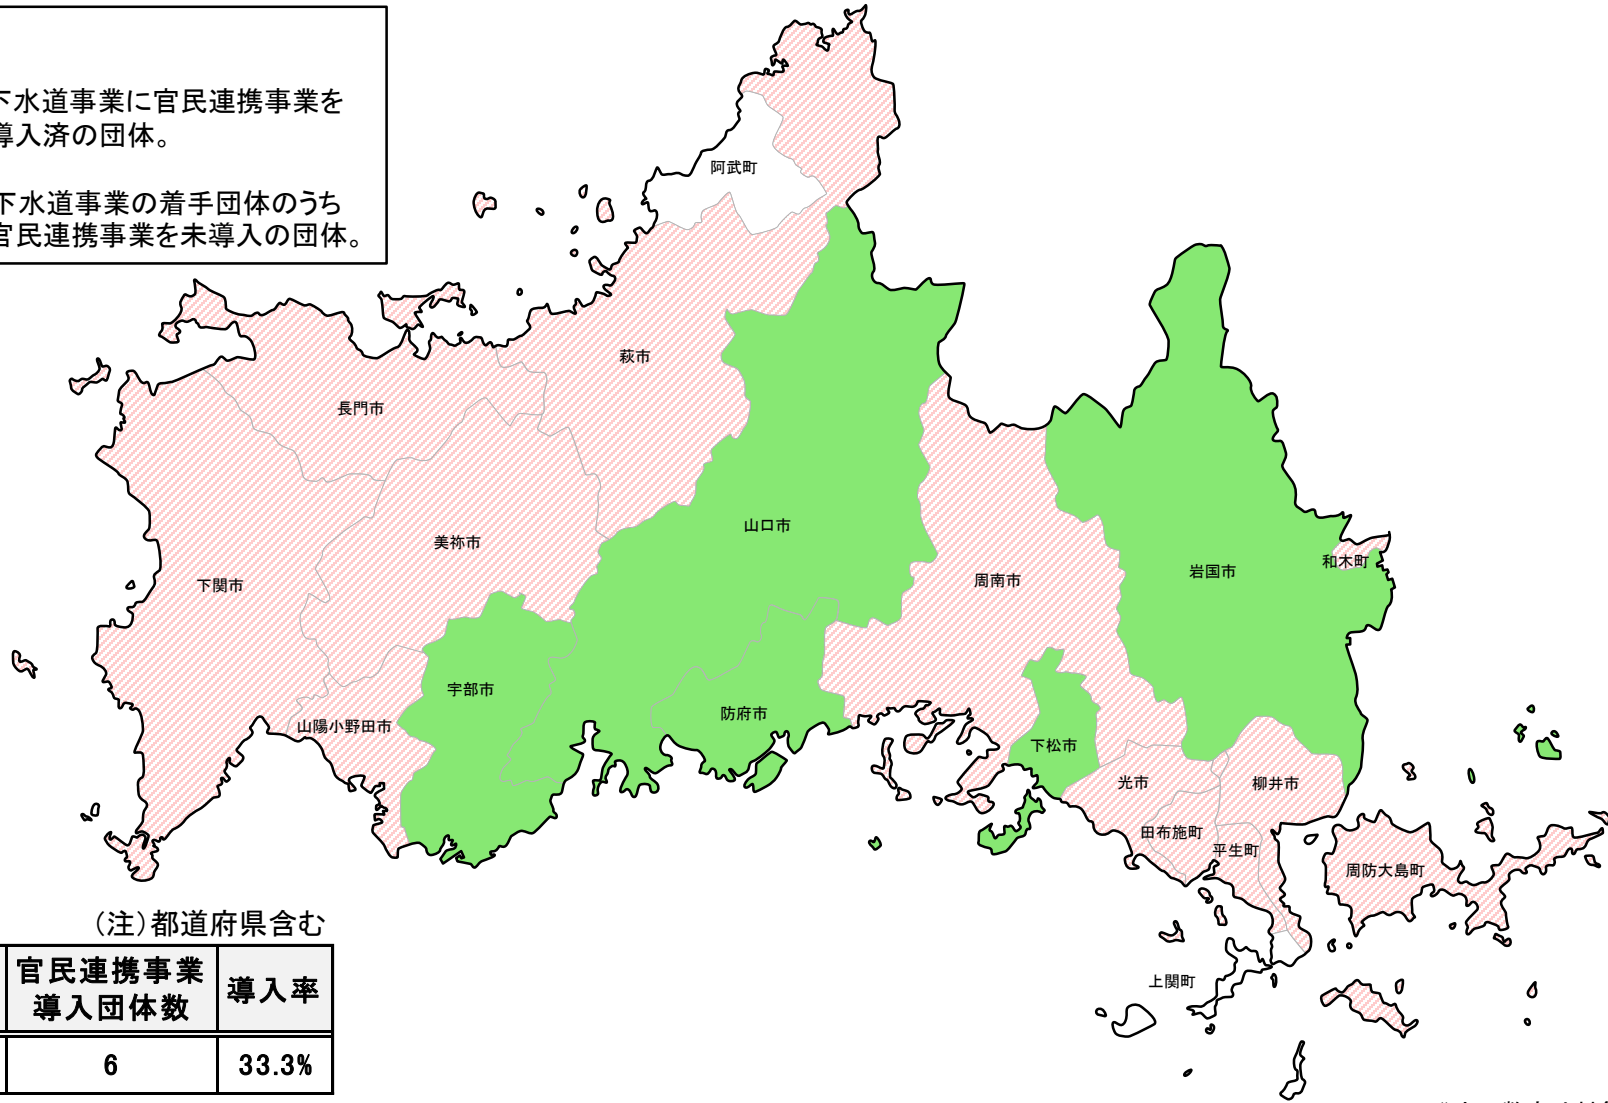 下水道事業に官民連携事業を
導入済の団体。
下水道事業の着手団体のうち
官民連携事業を未導入の団体。
阿武町
萩市
長門市
山口市
美祢市
下関市
周南市
岩国市
和木町
宇部市
山陽小野田市
防府市
下松市
光市
柳井市
田布施町
平生町
周防大島町
上関町
(注)都道府県含む
官民連携事業
導入団体数
導入率
6
33.3%